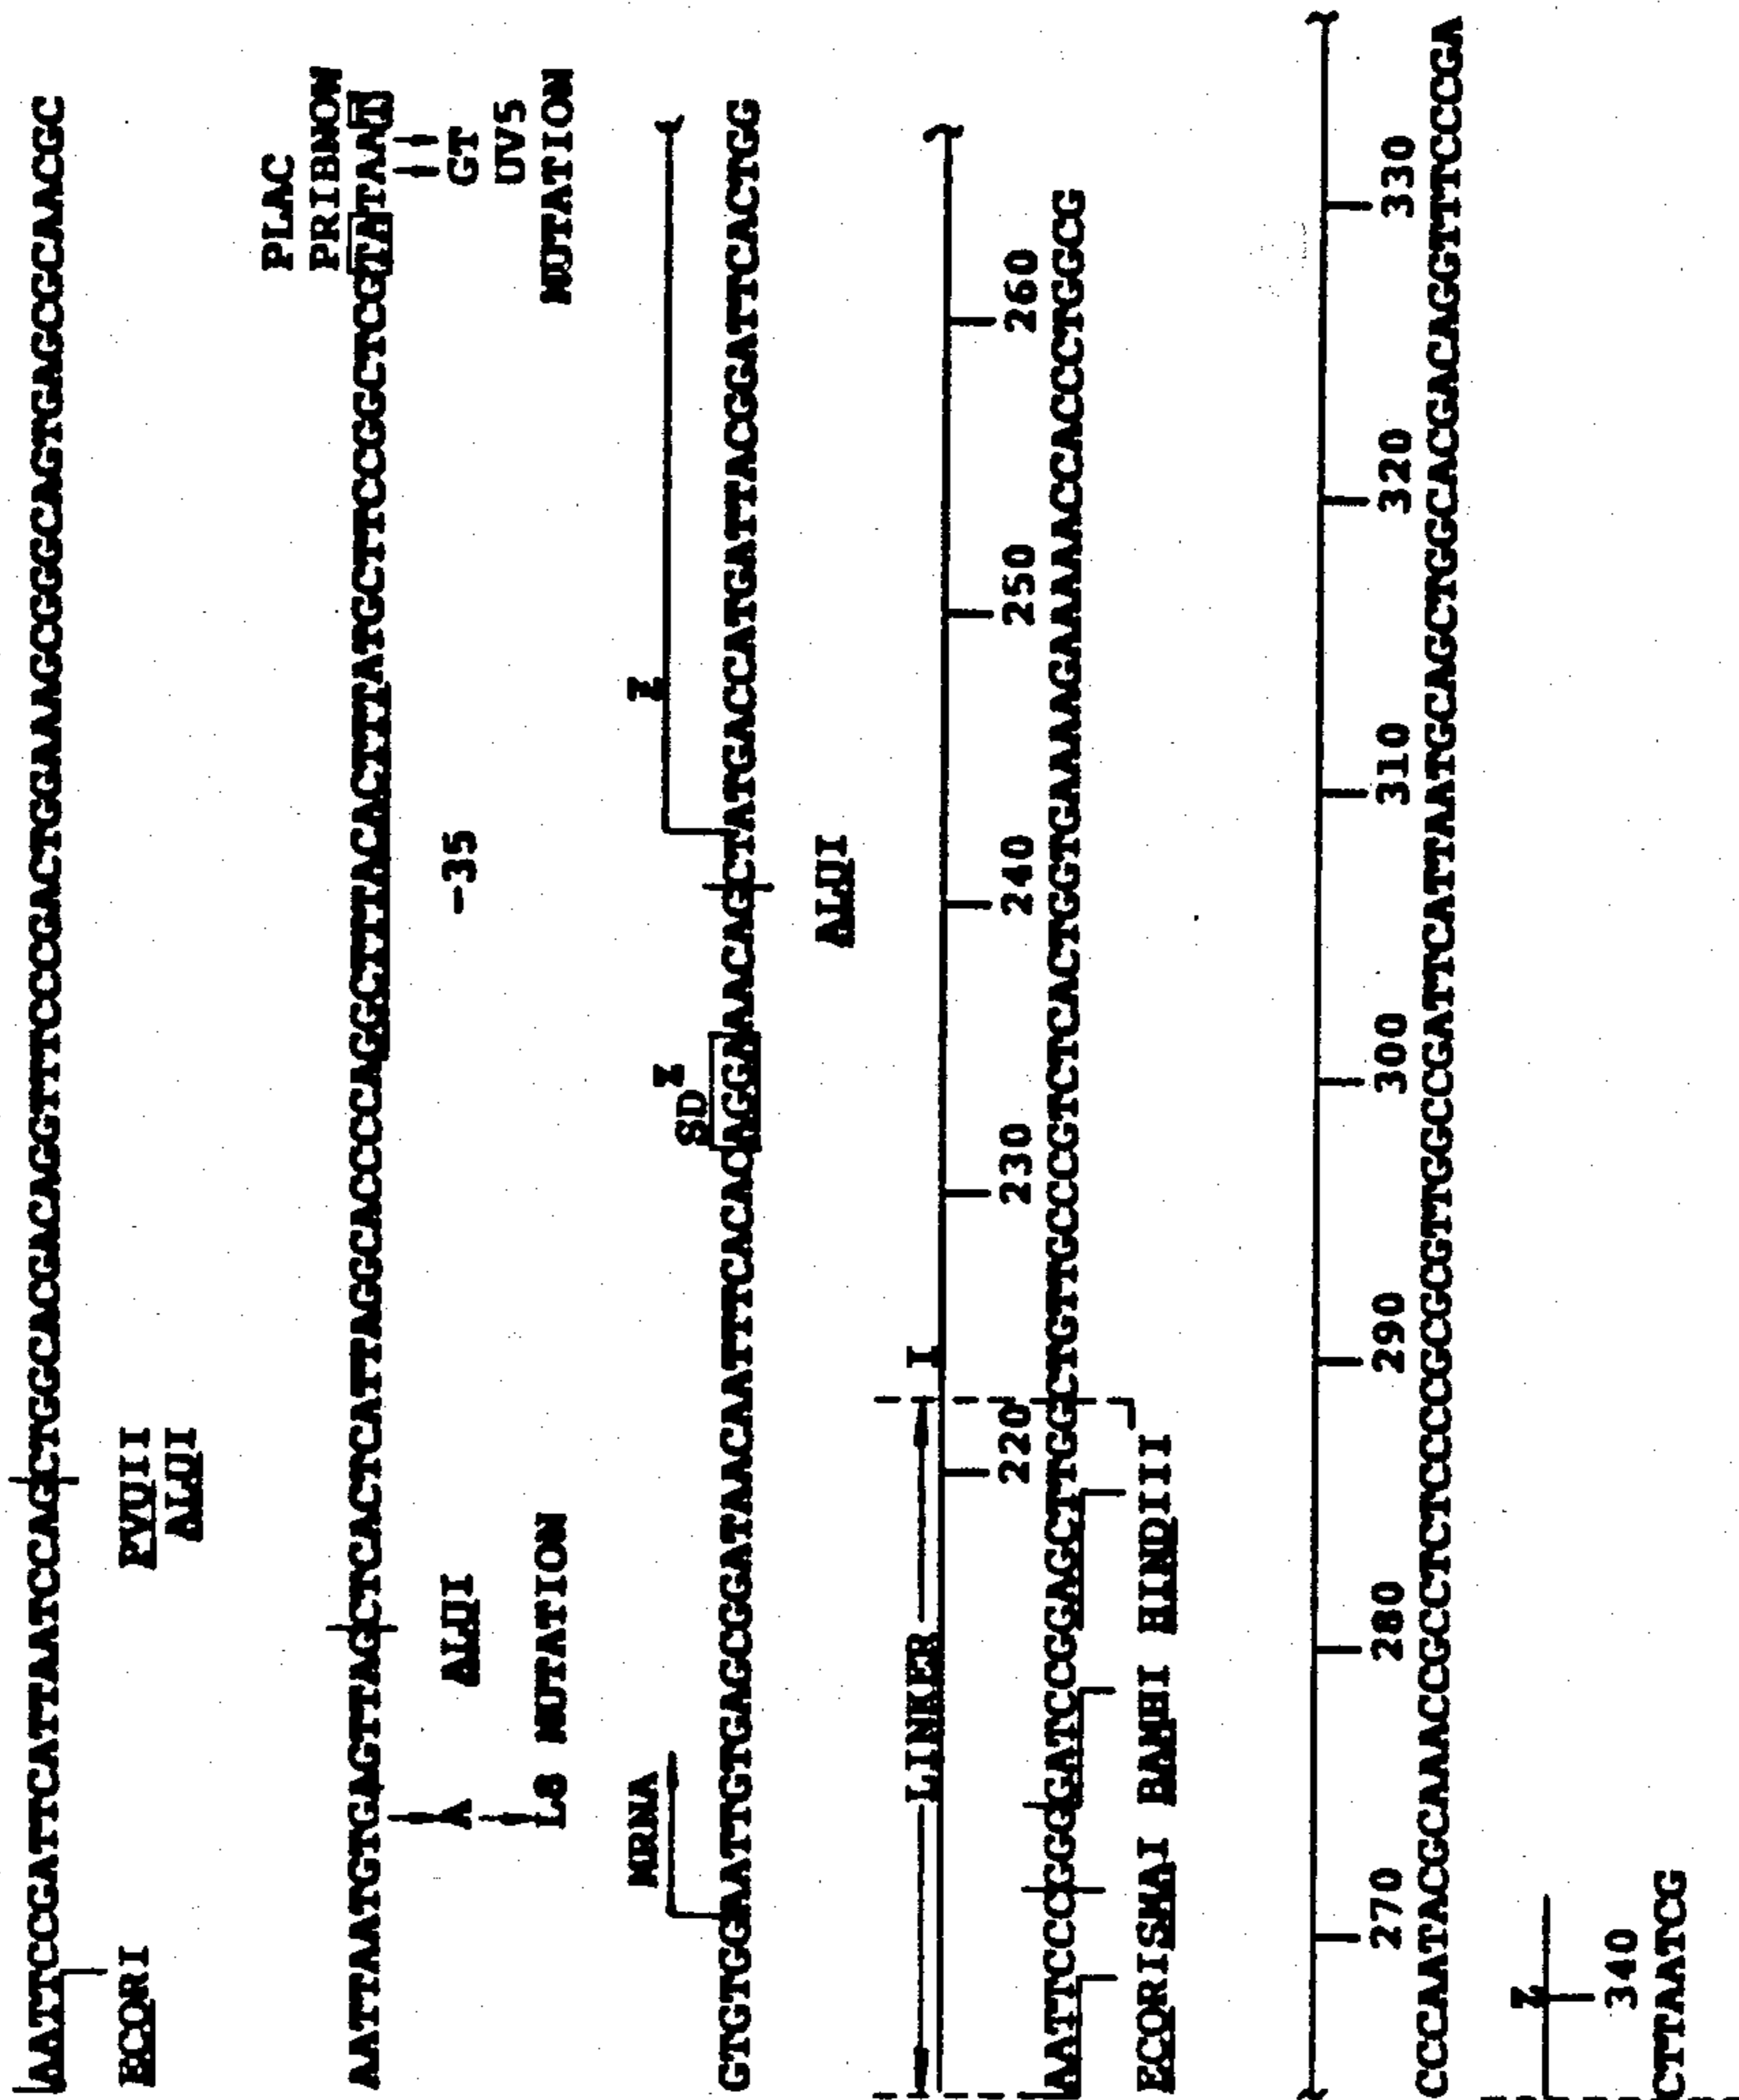 AATTCCGATTCATTAATCCAGCTGGCACGACAGGTTTCCCGACTGGAAAGCGGGCAGTGAGCGCAACGC
ECORI PVUII
ALUI
PLAC
PRIBNOW
AATTAATGTGAGTTAGCTCACTCATTAGGCACCCCAGGCTTTACACTTTATGCTTCCGGCTCGTATAAT
A ALUI -35 GT
UV5
L8 MUTATION MUTATION
MRNA Z
SD Z
GTGTGGAATTGTGAGCGGATAACAATTTCACACAGGAAACAGCTATGACCATGATTACGGATTCACTGG
ALUI
LINKER I
220 230 240 250 260
AATTCCCGGGGATCCGGAGCTTGGCTGTTGCCCGTCTCACTGGTGAAAAGAAAAACCACCCTGGCG
ECORI SMAI BAMHI HINDIII
270 280 290 300 310 320 330
CCCAATACGCAAACCGCCTCTCCCCGCGCGTTGGCCGATTCATTAATGCAGCTGGCACGACAGGTTTCCCGA
Z
340
CTTAATCG